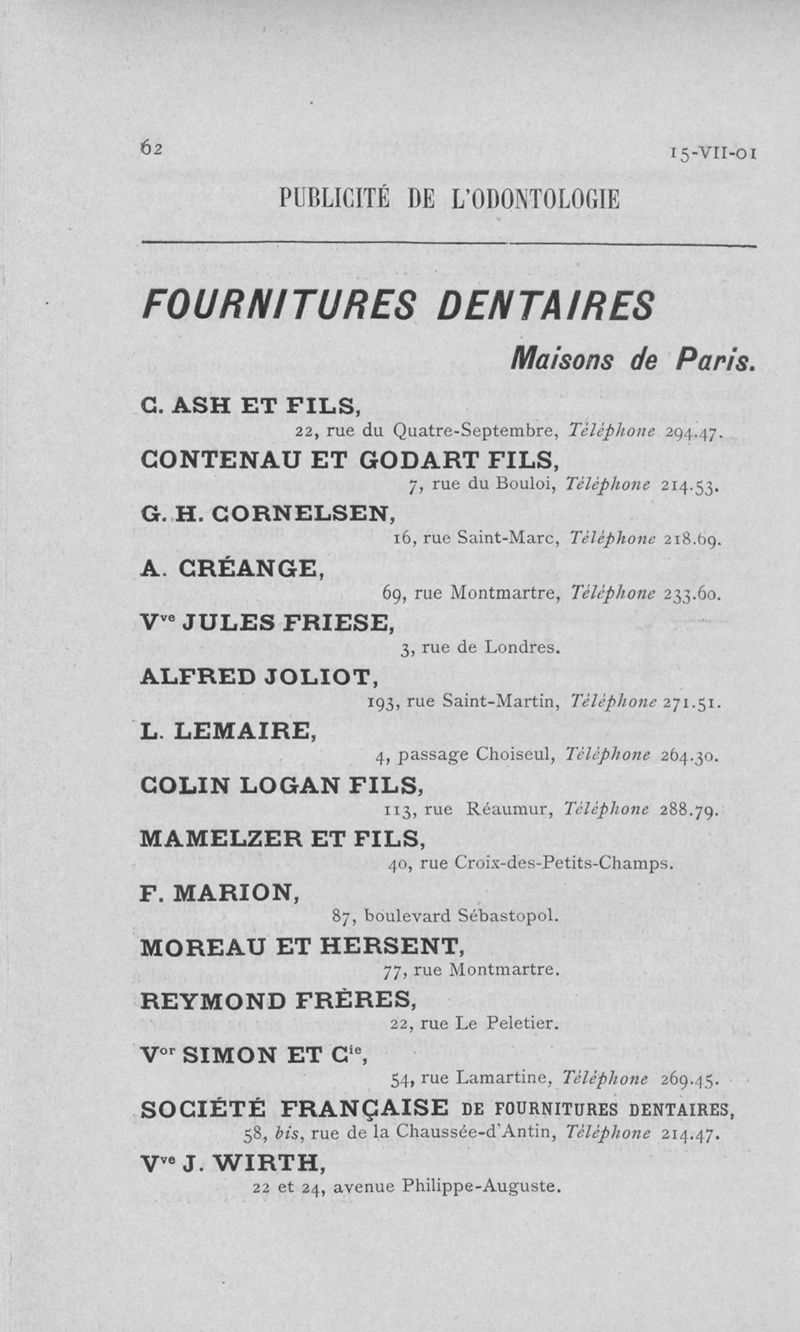 62
15-VII-01
PUBLICITÉ DE L'ODONTOLOGIE
FOURNITURES DENTAIRES
Maisons de Paris.
C. ASH ET FILS,
22, rue du Quatre-Septembre, Téléphone 294.47.
CONTENAU ET GODART FILS,
7, rue du Bouloi, Téléphone 214.53.
G. H. CORNELSEN,
16, rue Saint-Marc, Téléphone 218.69.
A. CRÉANGE,
69, rue Montmartre, Téléphone 233.60.
Vve JULES FRIESE,
3, rue de Londres.
ALFRED JOLIOT,
193, rue Saint-Martin, Téléphone 271.51.
L. LEMAIRE,
4, passage Choiseul, Téléphone 264.30.
COLIN LOGAN FILS,
113, rue Réaumur, Téléphone 288.79.
MAMELZER ET FILS,
40, rue Croix-des-Petits-Champs.
F. MARION,
87, boulevard Sébastopol.
MOREAU ET HERSENT,
77, rue Montmartre.
REYMOND FRÈRES,
22, rue Le Peletier.
Vor SIMON ET Cie,
54, rue Lamartine, Téléphone 269.45.
SOCIÉTÉ FRANÇAISE DE FOURNITURES DENTAIRES,
58, bis, rue de la Chaussée-d'Antin, Téléphone 214.47.
Vve J. WIRTH,
22 et 24, avenue Philippe-Auguste.